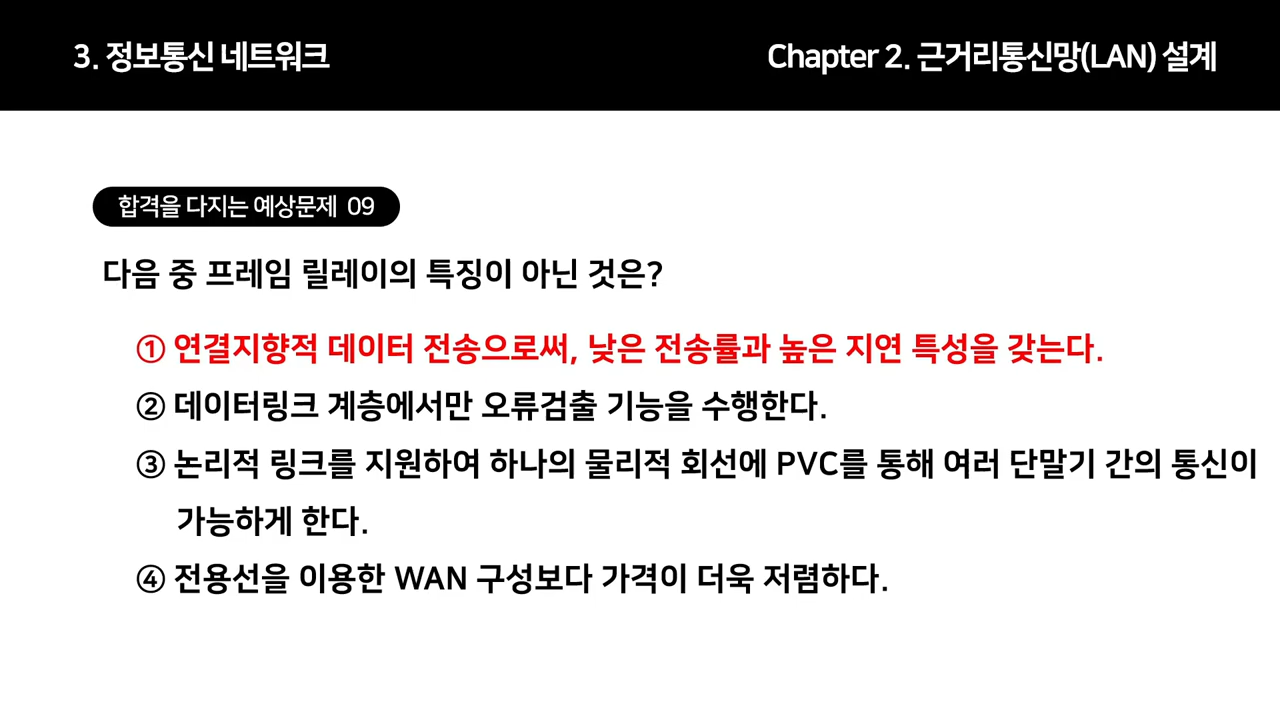 3. 정보통신 네트워크
Chapter 2. 근거리통신망(LAN) 설계
합격을 다지는 예상문제 09
다음 중 프레임 릴레이의 특징이 아닌 것은?
① 연결지향적 데이터 전송으로써, 낮은 전송률과 높은 지연 특성을 갖는다.
② 데이터링크 계층에서만 오류검출 기능을 수행한다.
③ 논리적 링크를 지원하여 하나의 물리적 회선에 PVC를 통해 여러 단말기 간의 통신이
가능하게 한다.
④ 전용선을 이용한 WAN 구성보다 가격이 더욱 저렴하다.